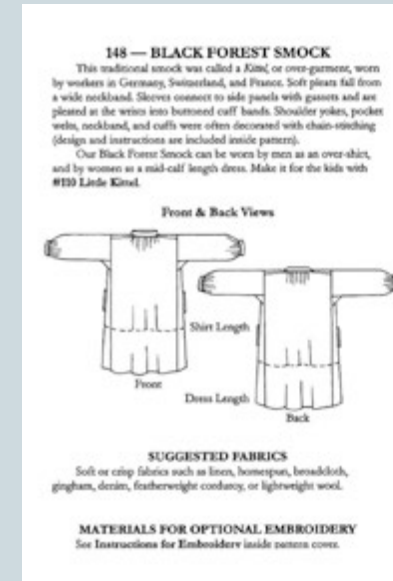 148 — BLACK FOREST SMOCK
This traditional smock was called a Kittel, or over-garment, worn
by workers in Germany, Switzerland, and France. Soft pleats fall from
a wide neckband. Sleeves connect to side panels with gussets and are
pleated at the wrists into buttoned cuff bands. Shoulder yokes, pocket
welts, neckband, and cuffs were often decorated with chain-stitching
(design and instructions are included inside pattern).
Our Black Forest Smock can be worn by men as an over-shirt,
and by women as a mid-calf length dress. Make it for the kids with
#110 Little Kittel.
Front & Back Views
Shirt Length
Front
Dress Length
Back
SUGGESTED FABRICS
Soft or crisp fabrics such as linen, homespun, broadcloth,
gingham, denim, featherweight corduroy, or lightweight wool.
MATERIALS FOR OPTIONAL EMBROIDERY
See Instructions for Embroidery inside pattern cover.